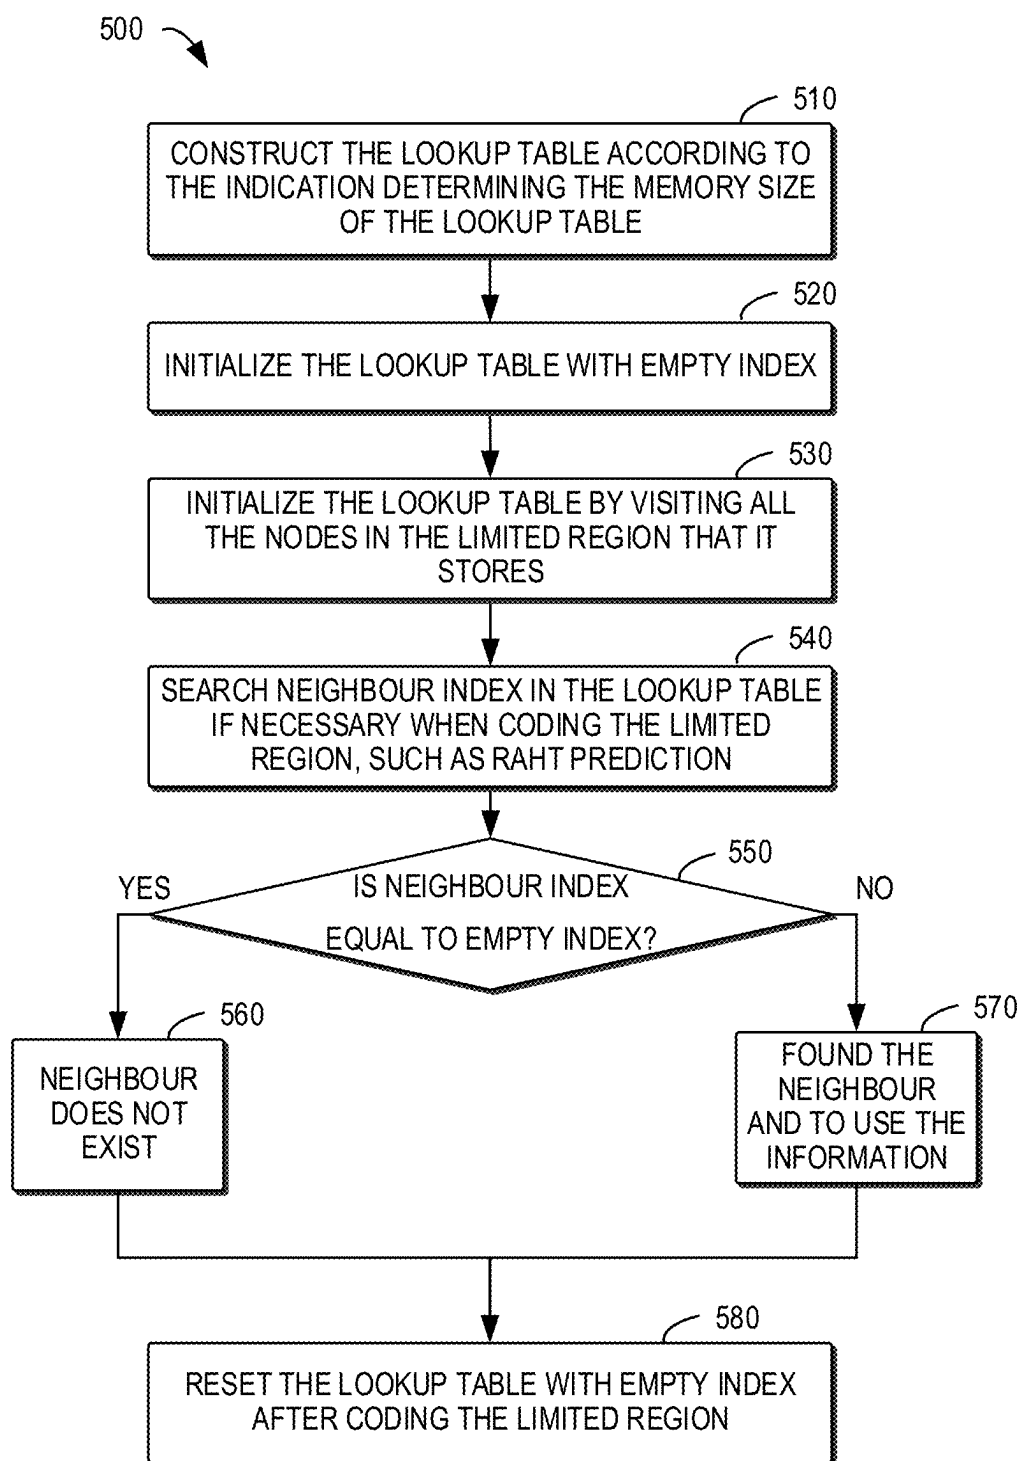 500
510
CONSTRUCT THE LOOKUP TABLE ACCORDING TO
THE INDICATION DETERMINING THE MEMORY SIZE
OF THE LOOKUP TABLE
520
INITIALIZE THE LOOKUP TABLE WITH EMPTY INDEX
530
INITIALIZE THE LOOKUP TABLE BY VISITING ALL
THE NODES IN THE LIMITED REGION THAT IT
STORES
540
SEARCH NEIGHBOUR INDEX IN THE LOOKUP TABLE
IF NECESSARY WHEN CODING THE LIMITED
REGION, SUCH AS RAHT PREDICTION
550
YES
IS NEIGHBOUR INDEX
NO
EQUAL TO EMPTY INDEX?
560
NEIGHBOUR
DOES NOT
EXIST
570
FOUND THE
NEIGHBOUR
AND TO USE THE
INFORMATION
580
RESET THE LOOKUP TABLE WITH EMPTY INDEX
AFTER CODING THE LIMITED REGION